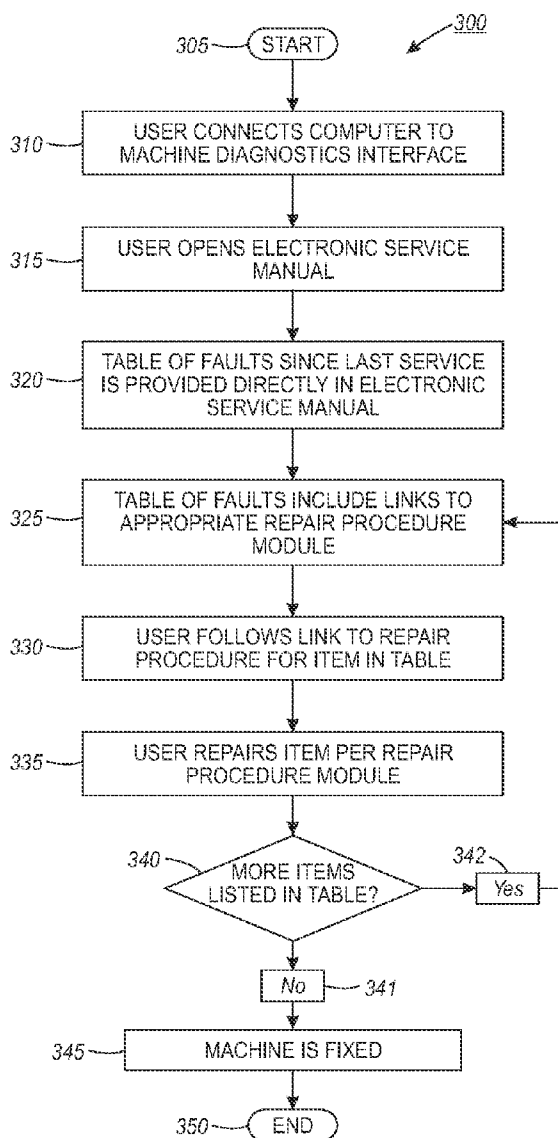 300
305
START
310
USER CONNECTS COMPUTER TO
MACHINE DIAGNOSTICS INTERFACE
315
USER OPENS ELECTRONIC SERVICE
MANUAL
320
TABLE OF FAULTS SINCE LAST SERVICE
IS PROVIDED DIRECTLY IN ELECTRONIC
SERVICE MANUAL
325
TABLE OF FAULTS INCLUDE LINKS TO
APPROPRIATE REPAIR PROCEDURE
MODULE
330
USER FOLLOWS LINK TO REPAIR
PROCEDURE FOR ITEM IN TABLE
335
USER REPAIRS ITEM PER REPAIR
PROCEDURE MODULE
340
MORE ITEMS
LISTED IN TABLE?
342
Yes
No
341
345
MACHINE IS FIXED
350
END